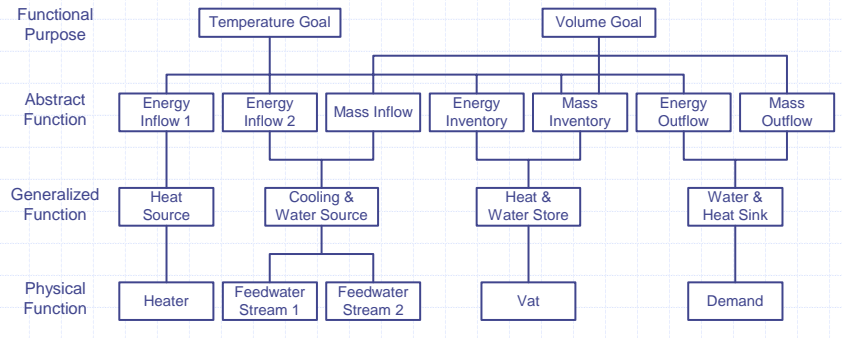 Functional
Purpose
Temperature Goal
Volume Goal
Abstract
Function
Energy
Inflow 1
Energy
Inflow 2
Mass Inflow
Energy
Inventory
Mass
Inventory
Energy
Outflow
Mass
Outflow
Generalized
Function
Heat
Source
Cooling &
Water Source
Heat &
Water Store
Water &
Heat Sink
Physical
Function
Heater
Feedwater
Stream 1
Feedwater
Stream 2
Vat
Demand